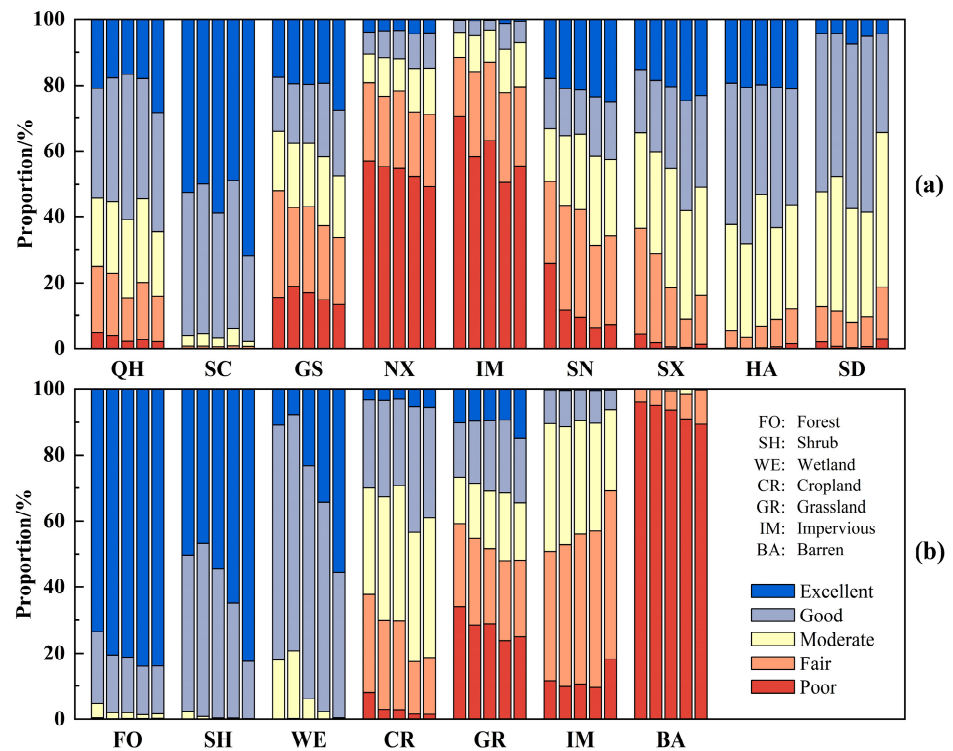 100
80
60
40
20
0
Proportion/%
(a)
QH SC GS NX IM SN SX HA SD
100
80
60
40
20
0
Proportion/%
(b)
FO: Forest
SH: Shrub
WE: Wetland
CR: Cropland
GR: Grassland
IM: Impervious
BA: Barren
Excellent
Good
Moderate
Fair
Poor
FO SH WE CR GR IM BA